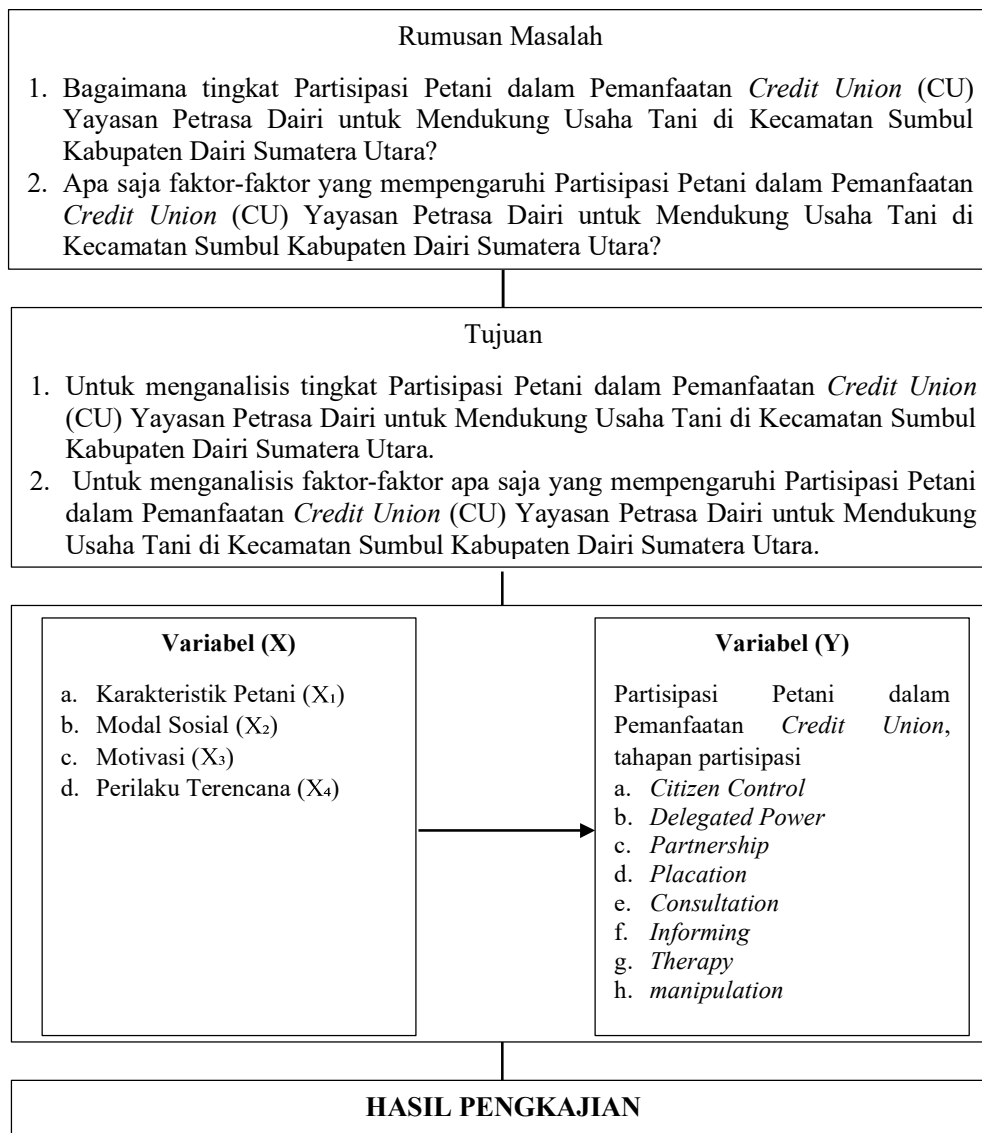 Rumusan Masalah
1. Bagaimana tingkat Partisipasi Petani dalam Pemanfaatan Credit Union (CU)
Yayasan Petrasa Dairi untuk Mendukung Usaha Tani di Kecamatan Sumbul
Kabupaten Dairi Sumatera Utara?
2. Apa saja faktor-faktor yang mempengaruhi Partisipasi Petani dalam Pemanfaatan
Credit Union (CU) Yayasan Petrasa Dairi untuk Mendukung Usaha Tani di
Kecamatan Sumbul Kabupaten Dairi Sumatera Utara?
Tujuan
1. Untuk menganalisis tingkat Partisipasi Petani dalam Pemanfaatan Credit Union
(CU) Yayasan Petrasa Dairi untuk Mendukung Usaha Tani di Kecamatan Sumbul
Kabupaten Dairi Sumatera Utara.
2. Untuk menganalisis faktor-faktor apa saja yang mempengaruhi Partisipasi Petani
dalam Pemanfaatan Credit Union (CU) Yayasan Petrasa Dairi untuk Mendukung
Usaha Tani di Kecamatan Sumbul Kabupaten Dairi Sumatera Utara.
Variabel (X)
a. Karakteristik Petani (X₁)
b. Modal Sosial (X₂)
c. Motivasi (X₃)
d. Perilaku Terencana (X₄)
Variabel (Y)
Partisipasi Petani dalam
Pemanfaatan Credit Union,
tahapan partisipasi
a. Citizen Control
b. Delegated Power
c. Partnership
d. Placation
e. Consultation
f. Informing
g. Therapy
h. manipulation
HASIL PENGKAJIAN